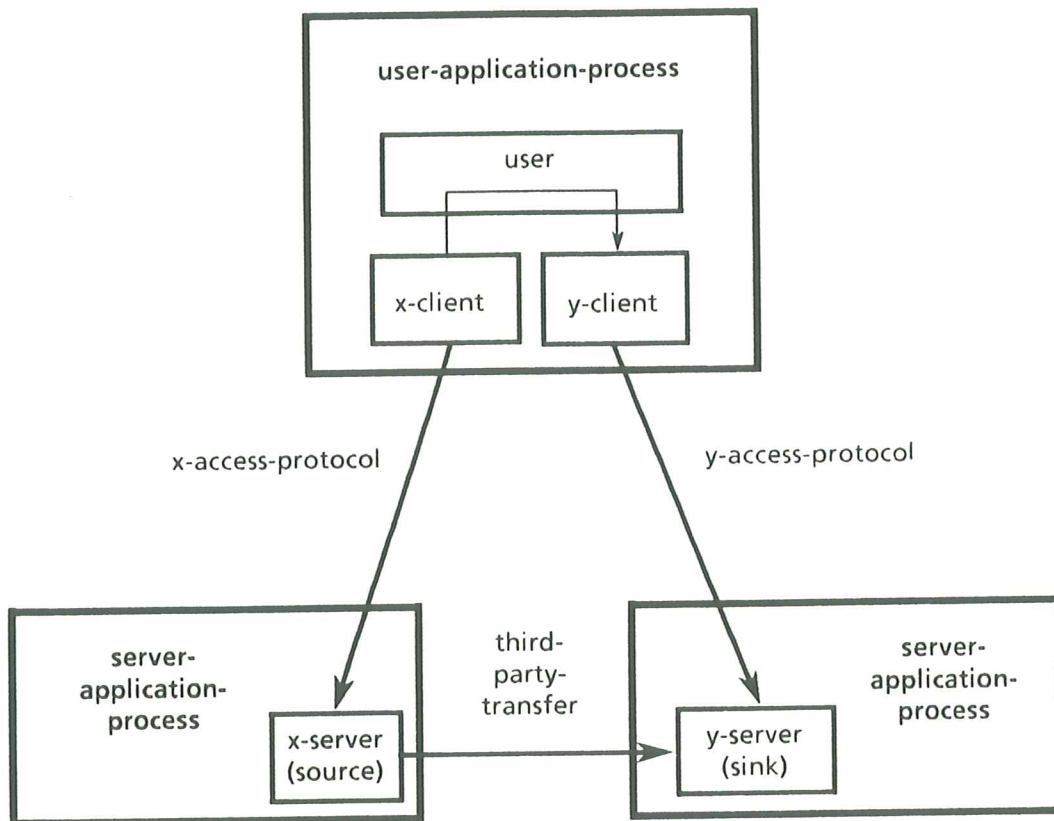 user-application-process
user
x-client
y-client
x-access-protocol
y-access-protocol
server-
application-
process
x-server
(source)
third-
party-
transfer
server-
application-
process
y-server
(sink)